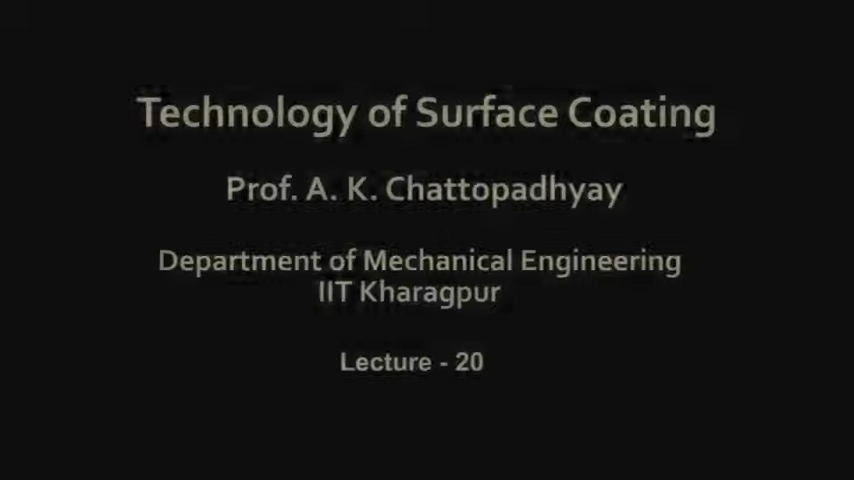 Technology of Surface Coating
Prof. A. K. Chattopadhyay
Department of Mechanical Engineering
IIT Kharagpur
Lecture - 20